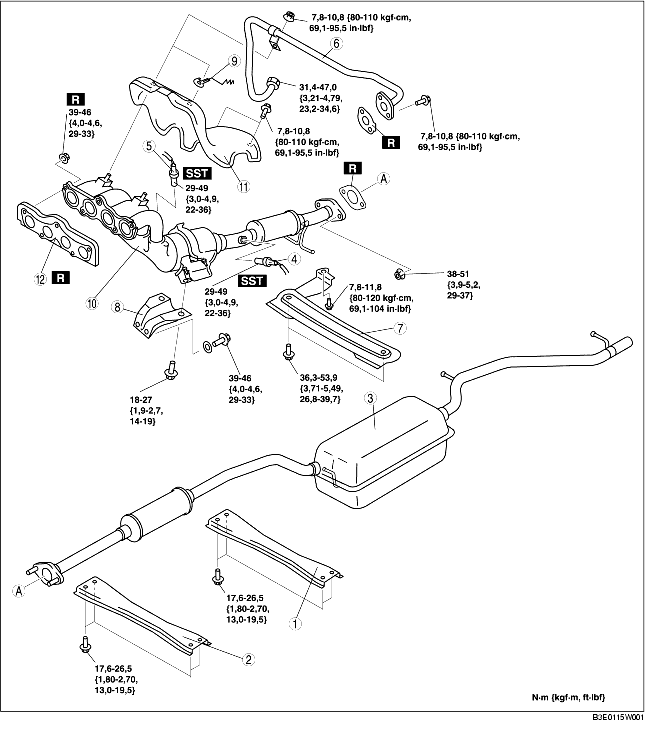 7,8-10,8 {80-110 kgf·cm,
69,1-95,5 in·lbf}
6
9
31,4-47,0
{3,21-4,79,
23,2-34,6}
R
39-46
{4,0-4,6,
29-33}
7,8-10,8
{80-110 kgf·cm,
69,1-95,5 in·lbf}
R
7,8-10,8 {80-110 kgf·cm,
69,1-95,5 in·lbf}
5
SST
29-49
{3,0-4,9,
22-36}
11
R
A
12
R
10
4
SST
29-49
{3,0-4,9,
22-36}
38-51
{3,9-5,2,
29-37}
7,8-11,8
{80-120 kgf·cm,
69,1-104 in·lbf}
8
7
18-27
{1,9-2,7,
14-19}
39-46
{4,0-4,6,
29-33}
36,3-53,9
{3,71-5,49,
26,8-39,7}
3
A
17,6-26,5
{1,80-2,70,
13,0-19,5}
1
2
17,6-26,5
{1,80-2,70,
13,0-19,5}
N·m {kgf·m, ft·lbf}
B3E0115W001